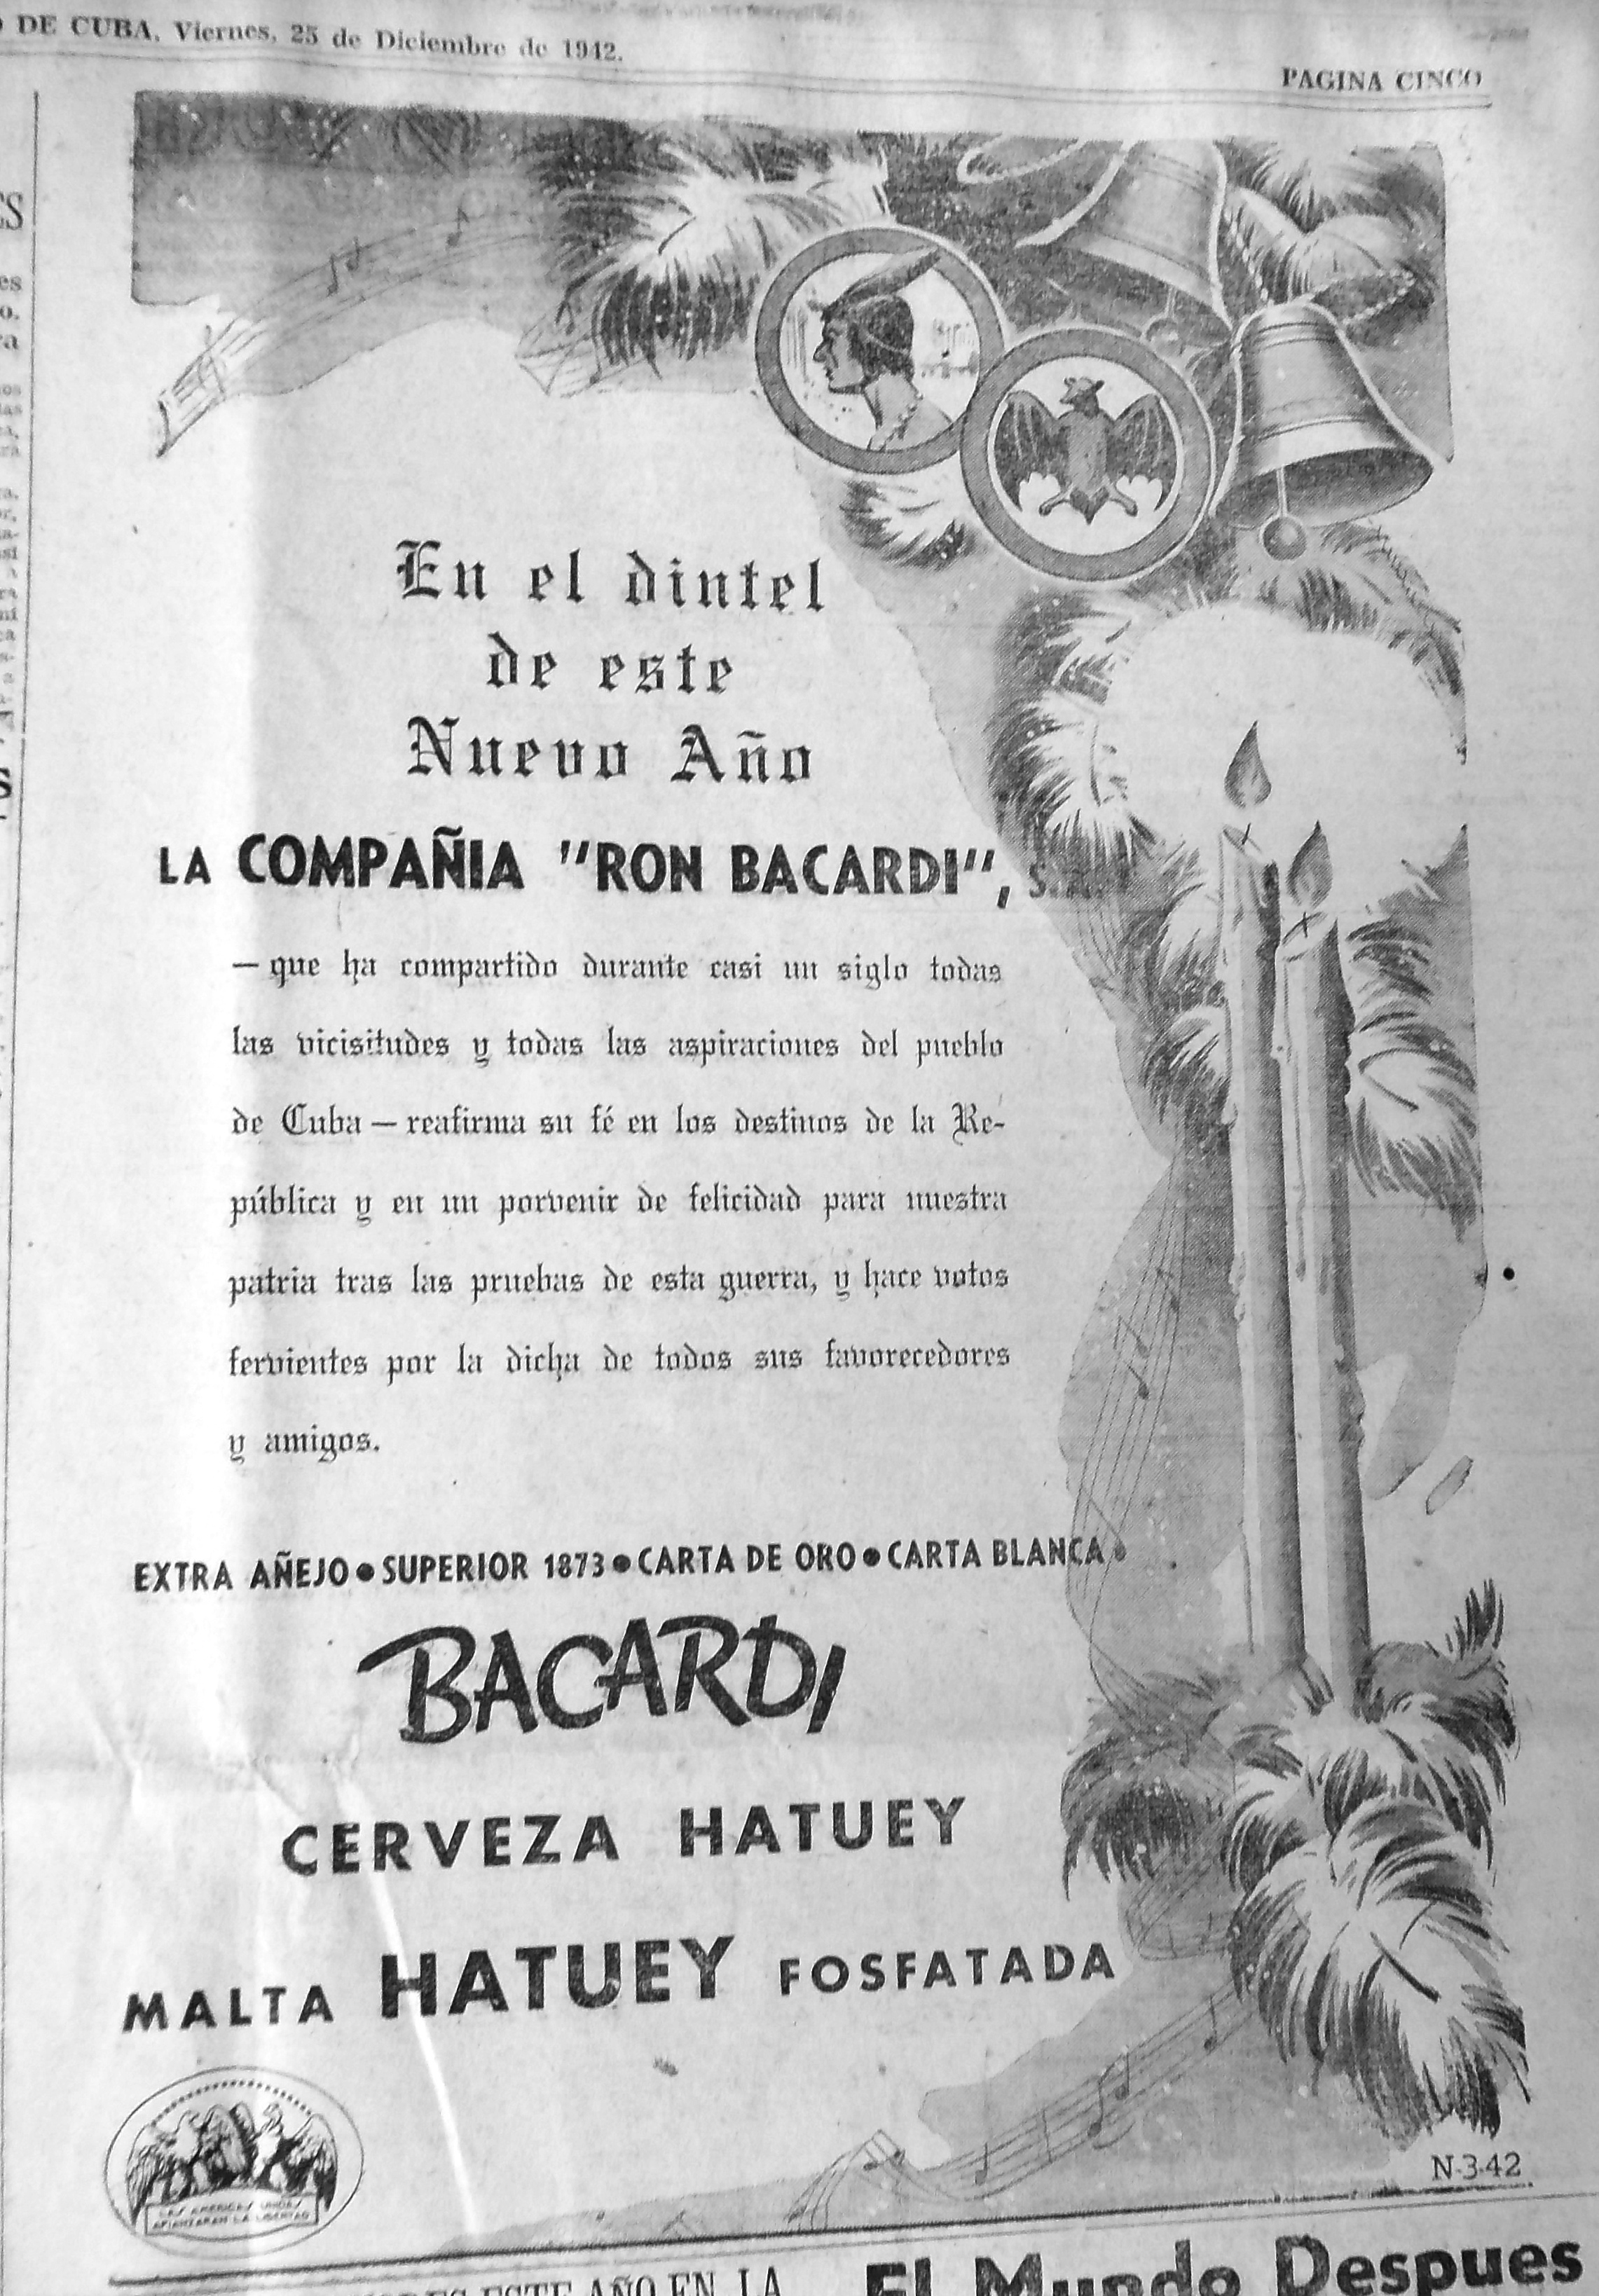 DE CUBA, Viernes, 25 de Diciembre de 1942.
PAGINA CINCO
En el dintel
de este
Nuevo Año
LA COMPAÑIA "RON BACARDI", S. A.
— que ha compartido durante casi un siglo todas
las vicisitudes y todas las aspiraciones del pueblo
de Cuba — reafirma su fé en los destinos de la Re-
pública y en un porvenir de felicidad para nuestra
patria tras las pruebas de esta guerra, y hace votos
fervientes por la dicha de todos sus favorecedores
y amigos.
EXTRA AÑEJO • SUPERIOR 1873 • CARTA DE ORO • CARTA BLANCA •
BACARDI
CERVEZA HATUEY
MALTA HATUEY FOSFATADA
LAS AMERICAS UNIDAS
AFIANZARAN LA LIBERTAD
N-3-42
ESTE AÑO EN LA
El Mundo Despues